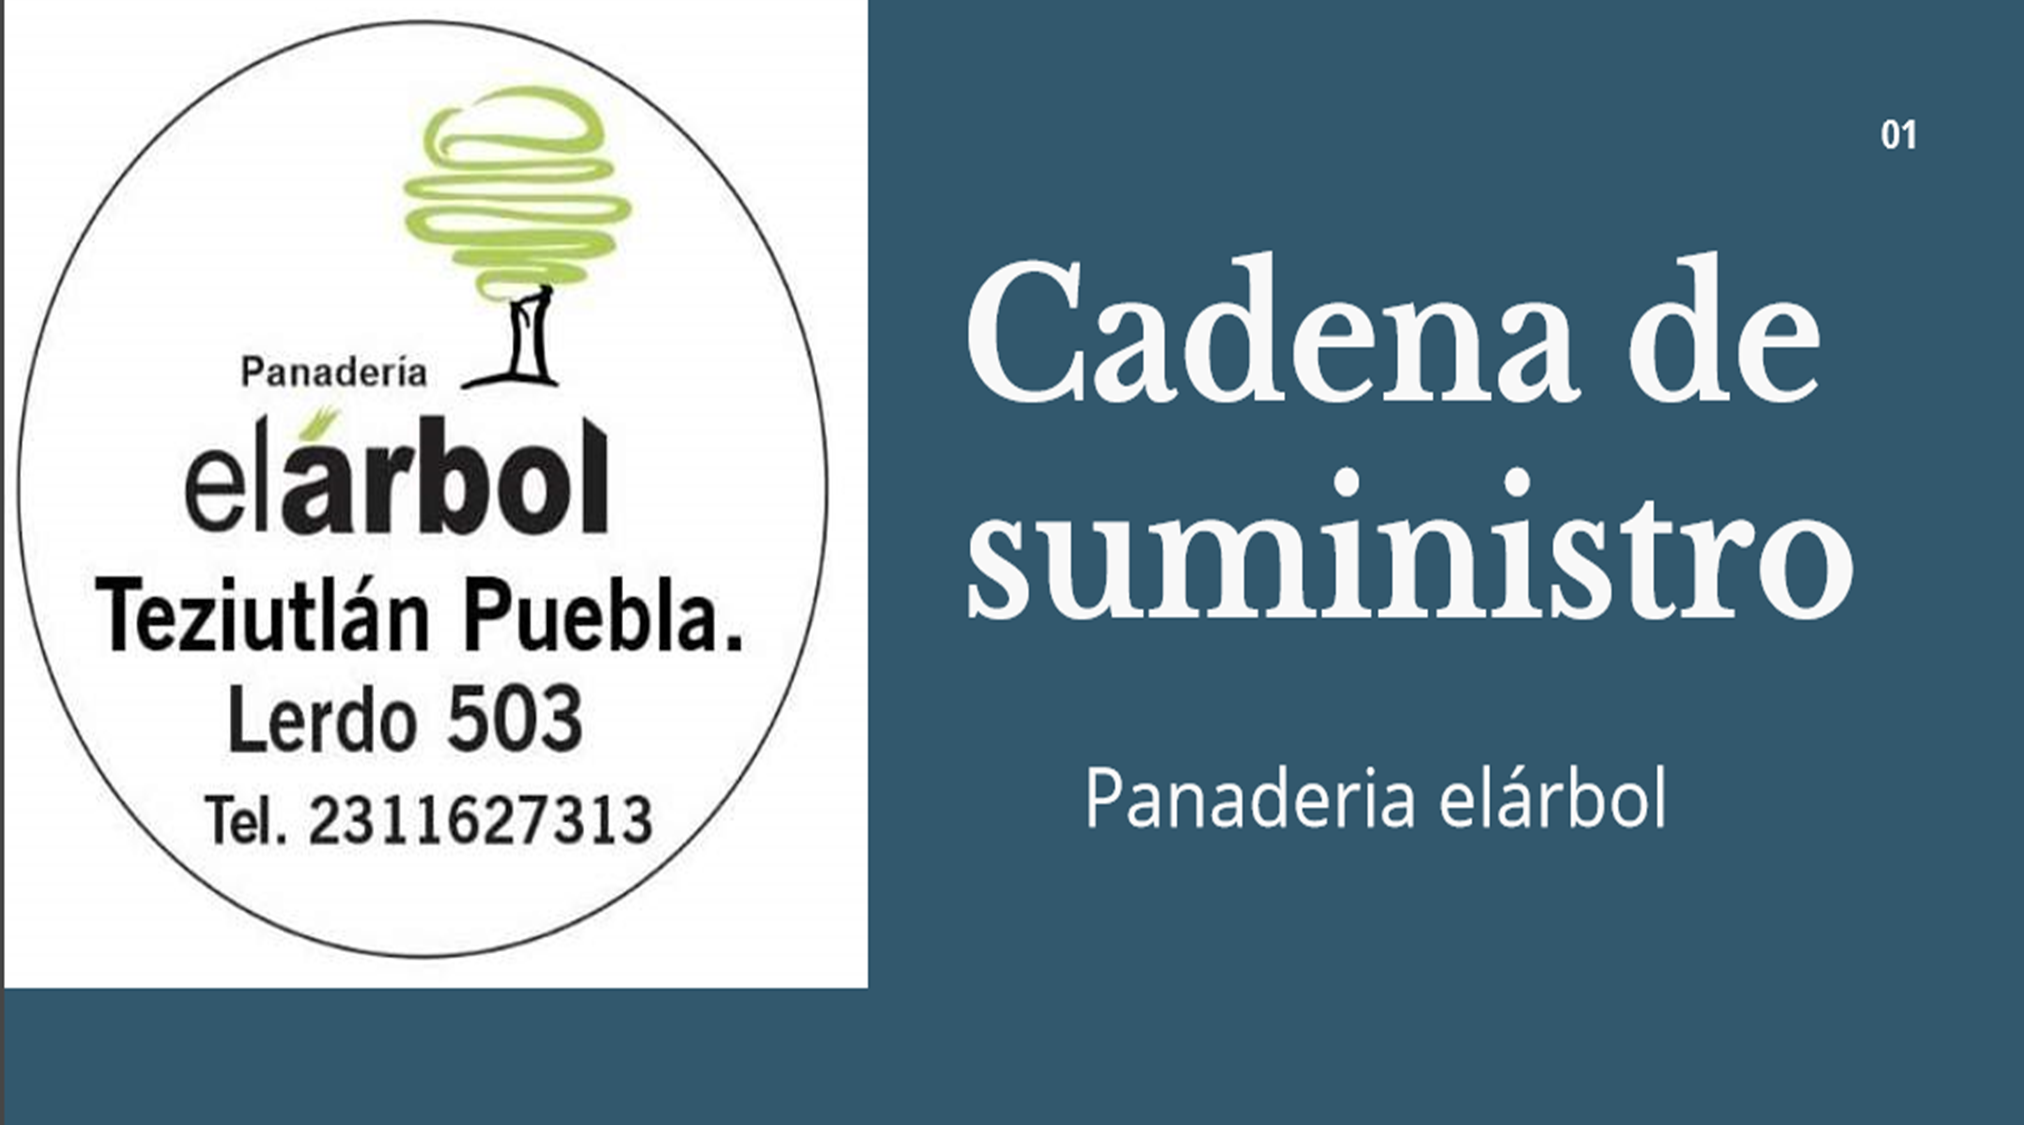 Panadería
elárbol
Teziutlán Puebla.
Lerdo 503
Tel. 2311627313
01
Cadena de
suministro
Panaderia elárbol